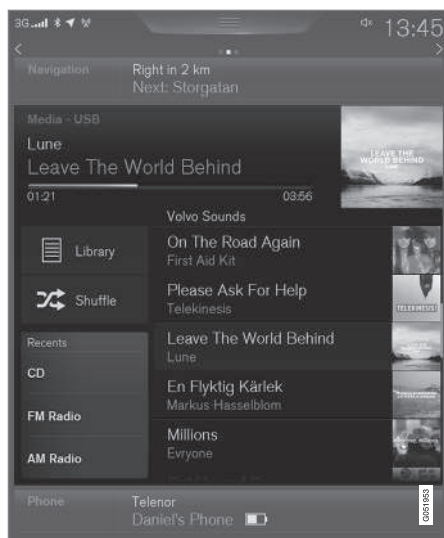 3G 13:45
Navigation
Right in 2 km
Next: Storgatan
Media - USB
Lune
Leave The World Behind
01:21 03:56
LEAVE THE
WORLD BEHIND
LUNE
Volvo Sounds
Library
Shuffle
On The Road Again
First Aid Kit
Please Ask For Help
Telekinesis
TELEKINESIS!
Leave The World Behind
Lune
En Flyktig Kärlek
Markus Hasselblom
Millions
Evryone
Recents
CD
FM Radio
AM Radio
Phone
Telenor
Daniel's Phone
G051953